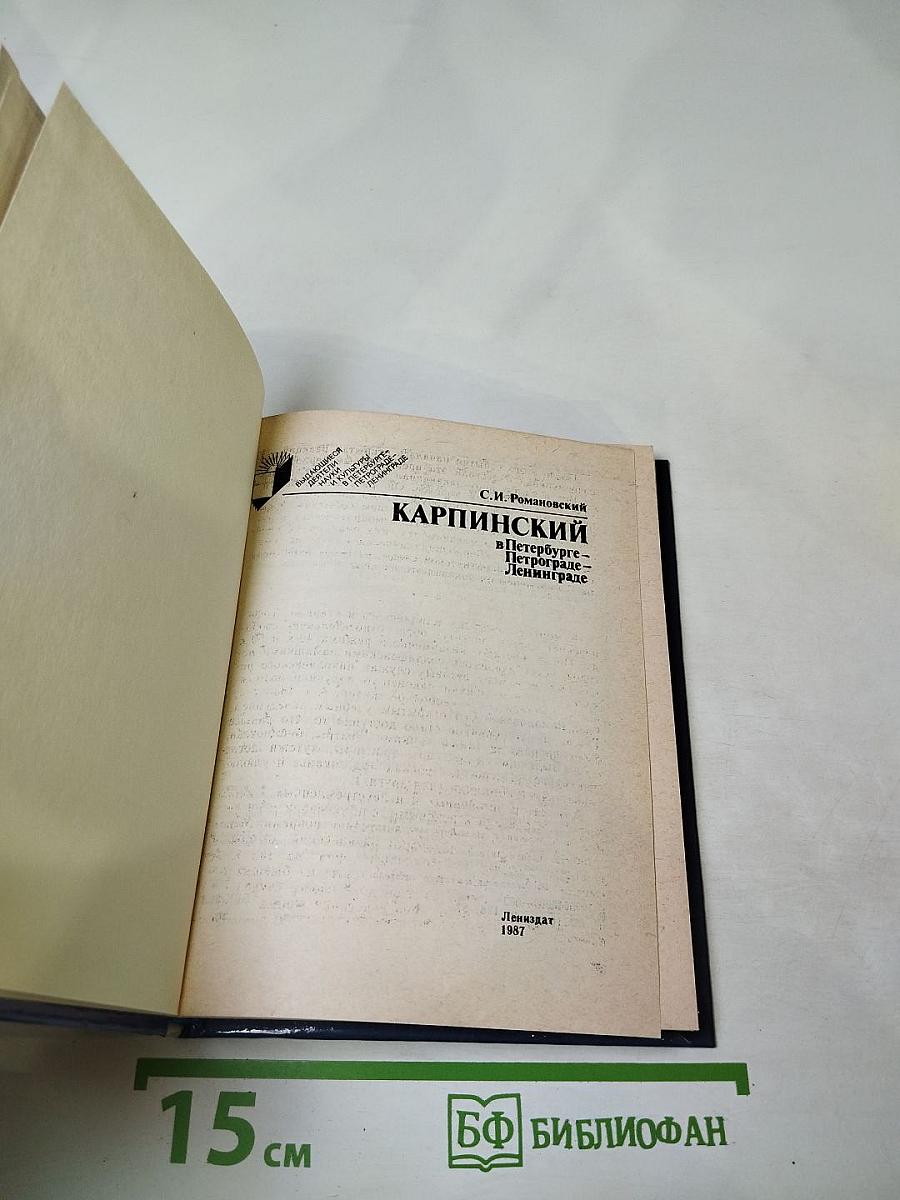 ВЫДАЮЩИЕСЯ
ДЕЯТЕЛИ
НАУКИ
И КУЛЬТУРЫ
В ПЕТЕРБУРГЕ–
ПЕТРОГРАДЕ–
ЛЕНИНГРАДЕ
С.И. Романовский
КАРПИНСКИЙ
в Петербурге–
Петрограде–
Ленинграде
Лениздат
1987
15 см
БФ БИБЛИОФАН